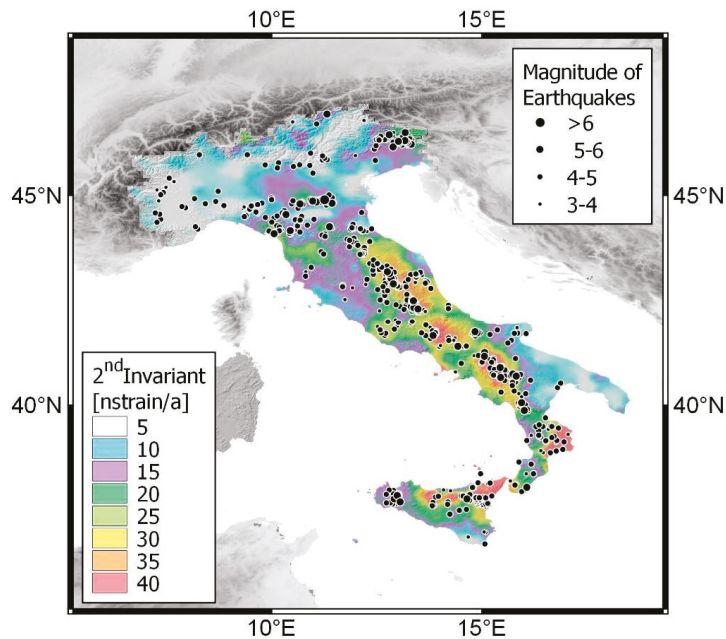 10°E 15°E
Magnitude of
Earthquakes
>6
5-6
4-5
3-4
45°N 45°N
2nd Invariant
[nstrain/a]
5
10
15
20
25
30
35
40
40°N 40°N
10°E 15°E